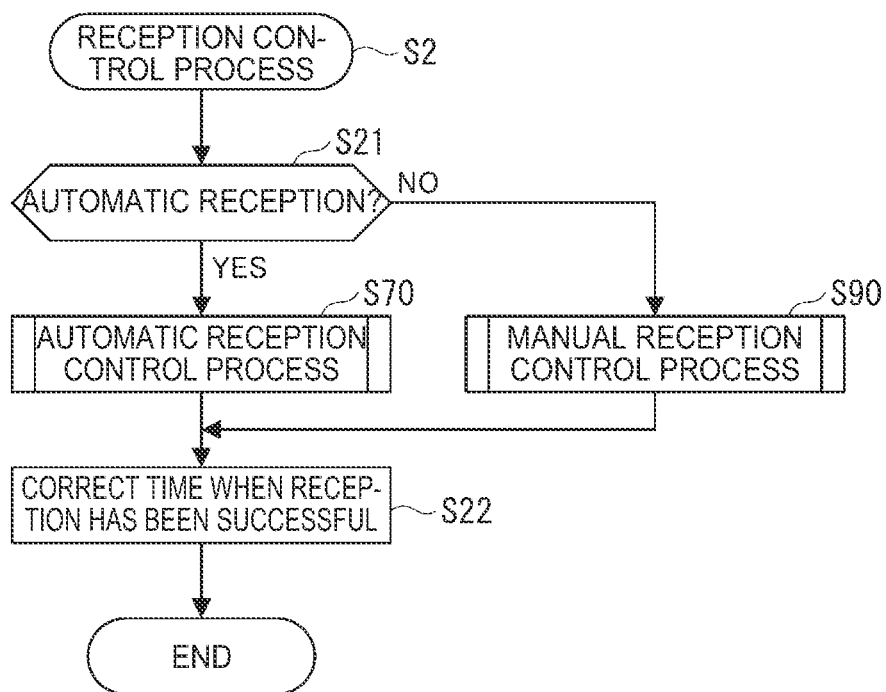 RECEPTION CON-
TROL PROCESS
S2
S21
AUTOMATIC RECEPTION?
NO
YES
S70
AUTOMATIC RECEPTION
CONTROL PROCESS
S90
MANUAL RECEPTION
CONTROL PROCESS
CORRECT TIME WHEN RECEP-
TION HAS BEEN SUCCESSFUL
S22
END